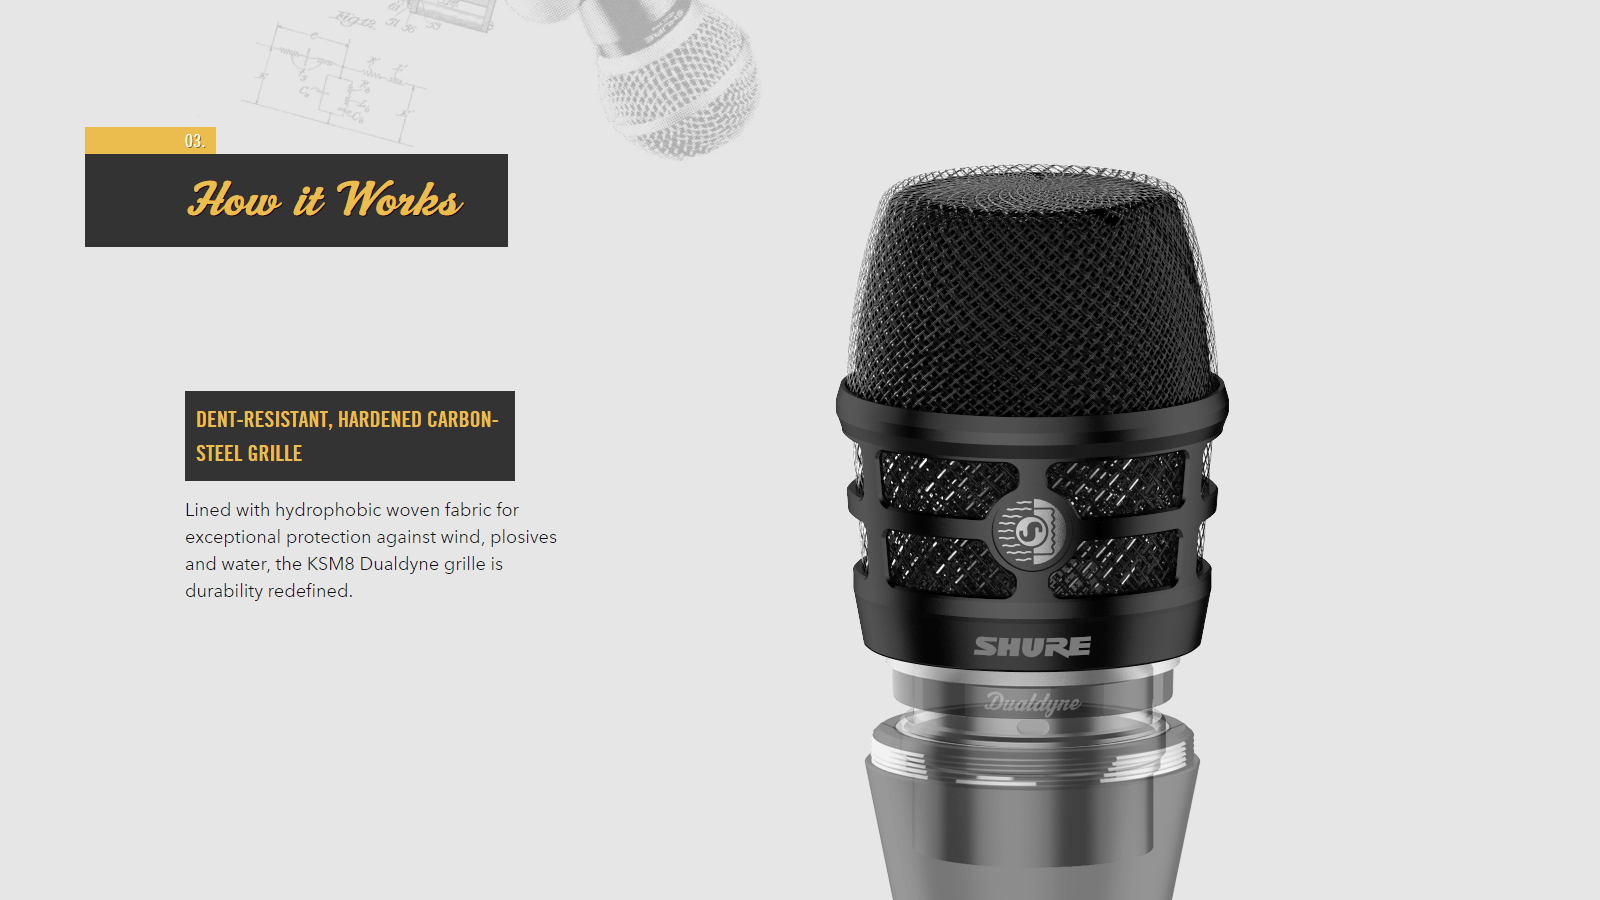 Fig12.
03.
How it Works
DENT-RESISTANT, HARDENED CARBON-
STEEL GRILLE
Lined with hydrophobic woven fabric for
exceptional protection against wind, plosives
and water, the KSM8 Dualdyne grille is
durability redefined.
SHURE
Dualdyne